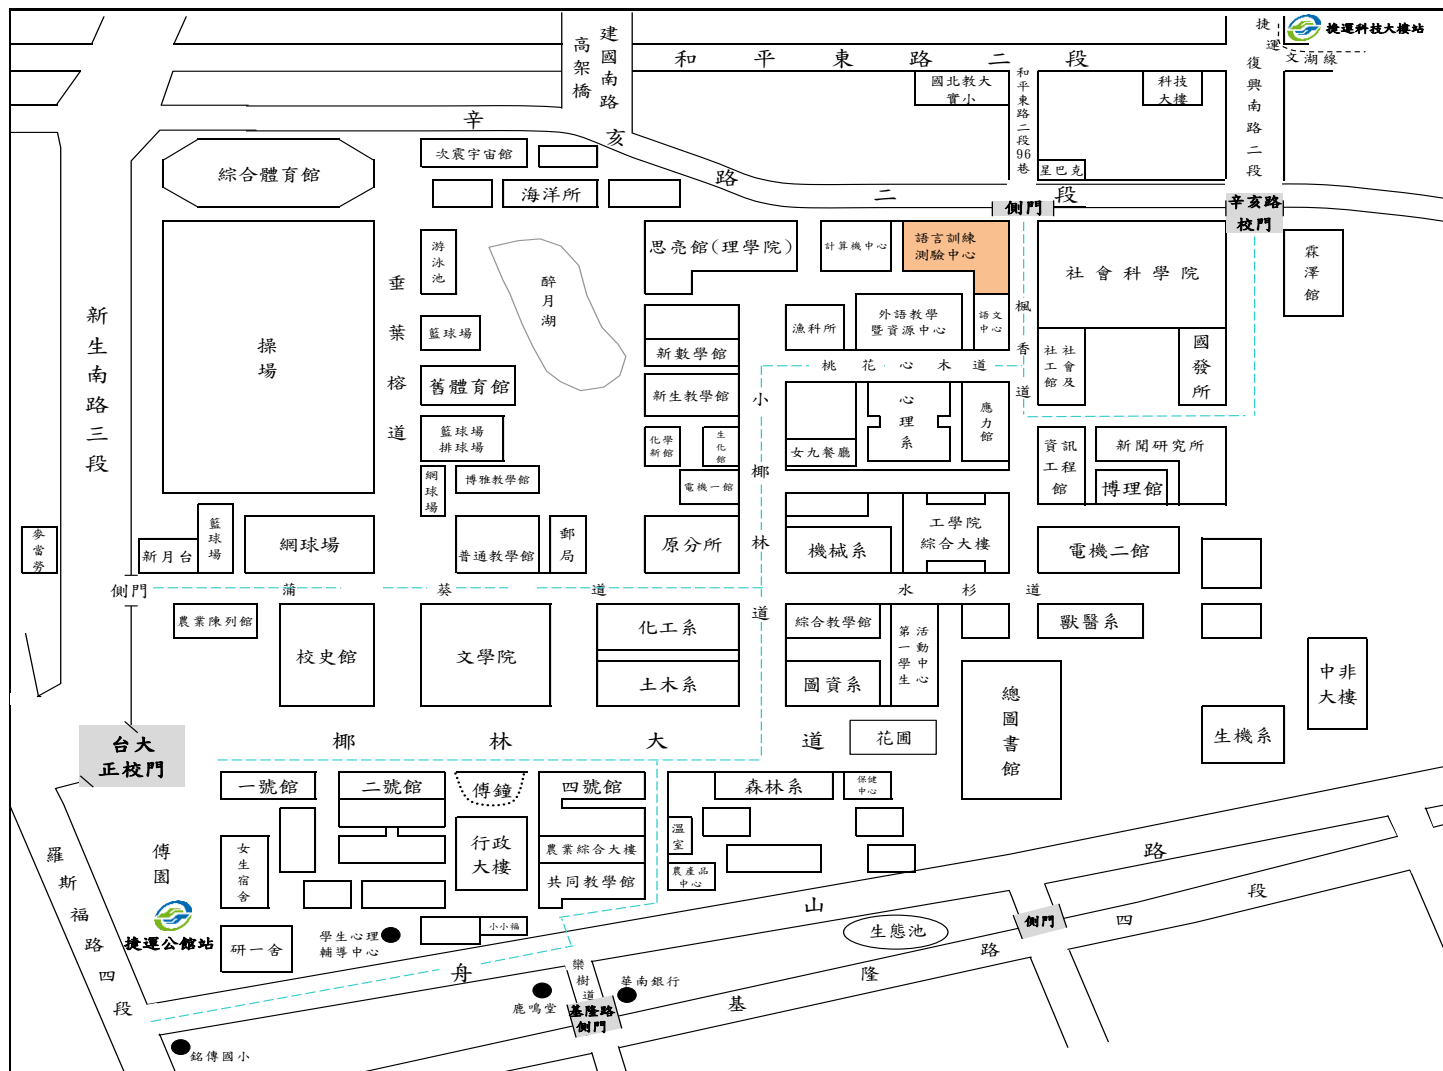 捷運科技大樓站
捷運
文湖線
建國南路
高架橋
和平東路二段
國北教大
實小
和平東路二段96巷
科技
大樓
復興南路二段
星巴克
辛亥路二段
側門
辛亥路
校門
綜合體育館
次震宇宙館
海洋所
思亮館(理學院)
計算機中心
語言訓練
測驗中心
社會科學院
霖澤館
操場
垂葉榕道
游泳池
醉月湖
籃球場
舊體育館
籃球場
排球場
網球場
博雅教學館
新數學館
新生教學館
化學
新館
生化館
電機一館
漁科所
外語教學
暨資源中心
語文
中心
楓香道
桃花心木道
社會及
社工館
國發所
小椰林道
心理系
應力館
女九餐廳
資訊
工程館
新聞研究所
博理館
新生南路三段
麥當勞
新月台
籃球場
網球場
普通教學館
郵局
原分所
機械系
工學院
綜合大樓
電機二館
側門
蒲葵道
水杉道
農業陳列館
校史館
文學院
化工系
土木系
綜合教學館
圖資系
第一學生
活動中心
獸醫系
總圖書館
中非
大樓
生機系
台大
正校門
椰林大道
花圃
一號館
二號館
傅鐘
四號館
森林系
保健
中心
行政
大樓
農業綜合大樓
共同教學館
溫室
農產品
中心
女生宿舍
傅園
羅斯福路四段
捷運公館站
研一舍
學生心理
輔導中心
小小福
舟山路
生態池
側門
基隆路四段
欒樹道
鹿鳴堂
華南銀行
基隆路
側門
銘傳國小